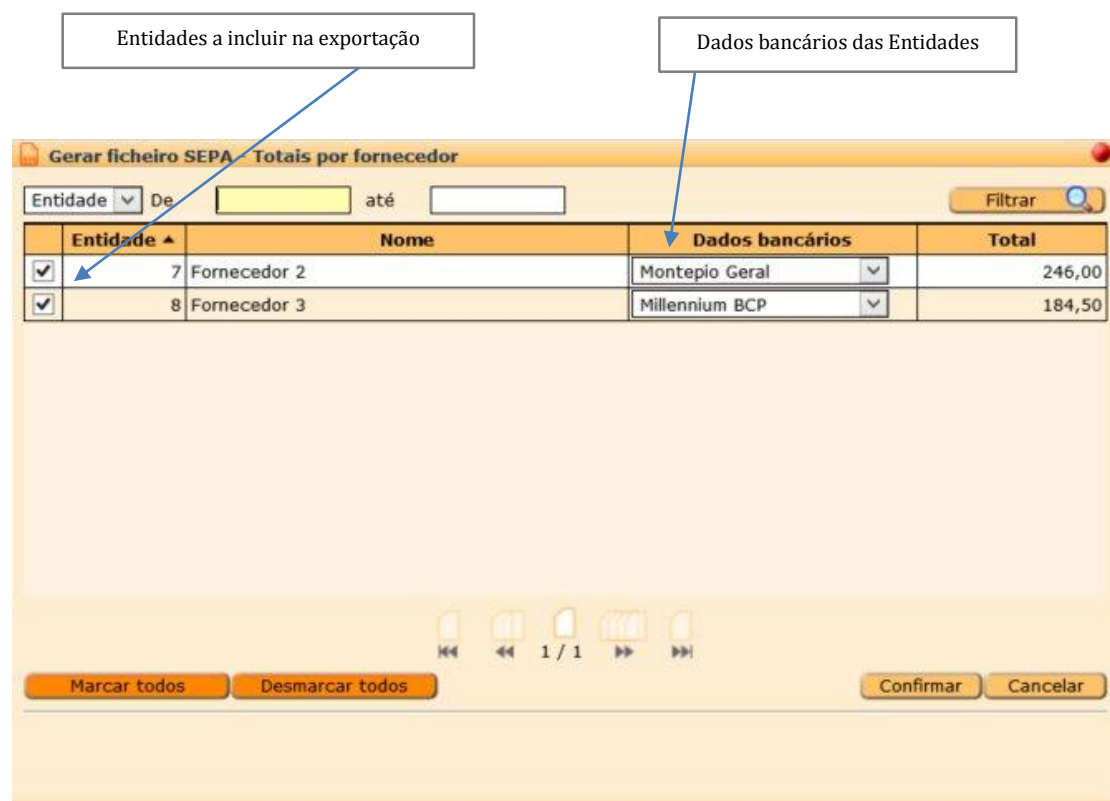 Entidades a incluir na exportação
Dados bancários das Entidades
Gerar ficheiro SEPA - Totais por fornecedor
Entidade De até Filtrar
Entidade Nome Dados bancários Total
7 Fornecedor 2 Montepio Geral 246,00
8 Fornecedor 3 Millennium BCP 184,50
1 / 1
Marcar todos Desmarcar todos Confirmar Cancelar